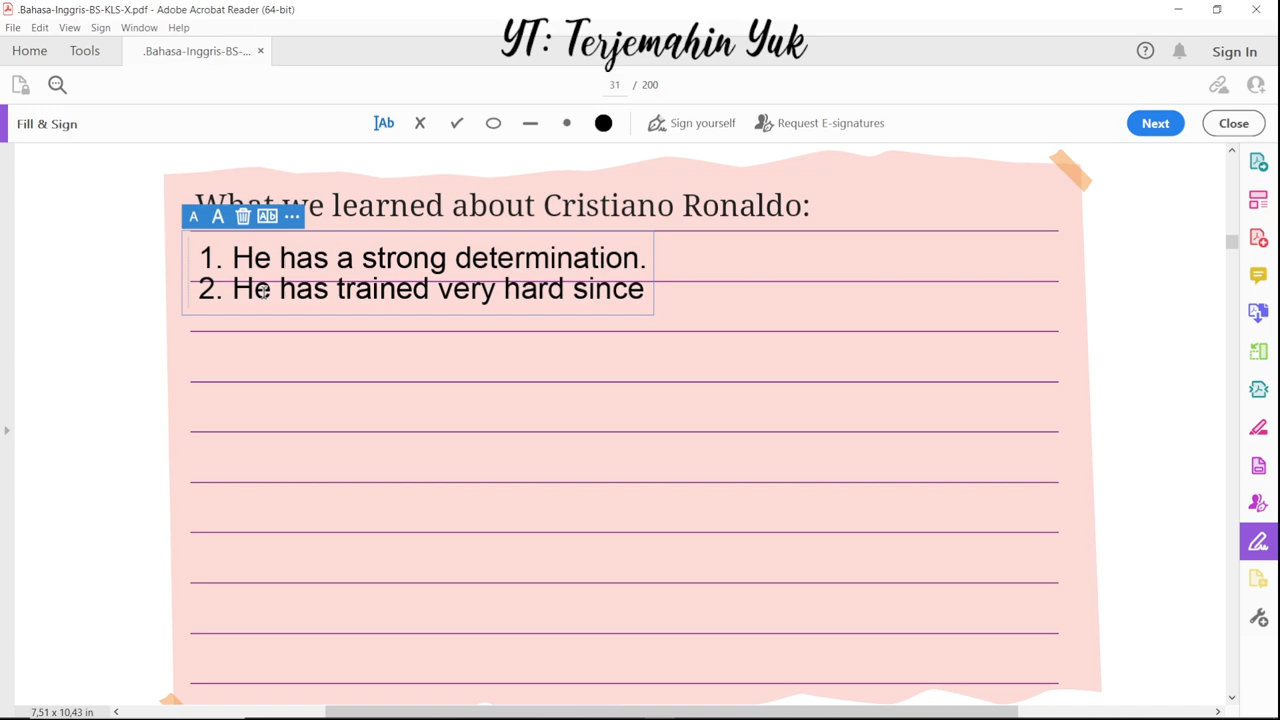 .Bahasa-Inggris-BS-KLS-X.pdf - Adobe Acrobat Reader (64-bit)
YT: Terjemahin Yuk
File Edit View Sign Window Help
Home Tools .Bahasa-Inggris-BS-... × Sign In
31 / 200
Fill & Sign Ab Sign yourself Request E-signatures Next Close
What we learned about Cristiano Ronaldo:
A A Ab ...
1. He has a strong determination.
2. He has trained very hard since
7,51 x 10,43 in